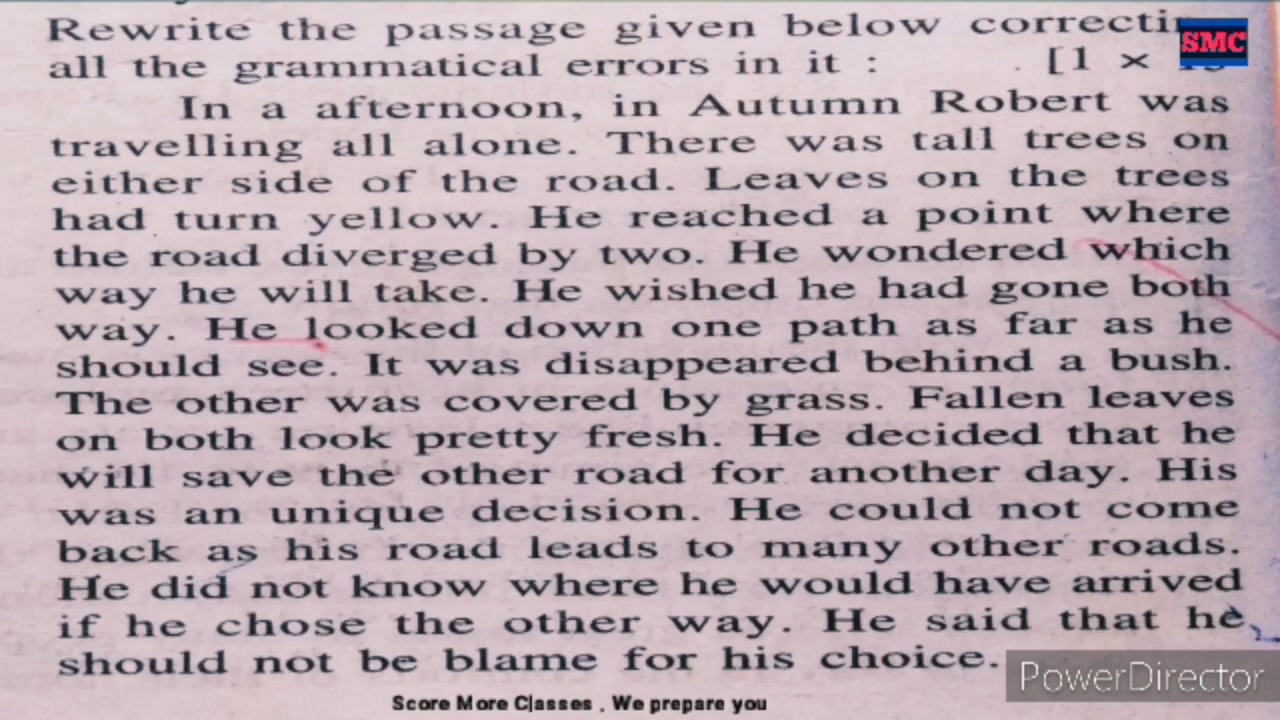 Rewrite the passage given below
SMC
all the grammatical errors in it : [1 ×
In a afternoon, in Autumn Robert was
travelling all alone. There was tall trees on
either side of the road. Leaves on the trees
had turn yellow. He reached a point where
the road diverged by two. He wondered which
way he will take. He wished he had gone both
way. He looked down one path as far as he
should see. It was disappeared behind a bush.
The other was covered by grass. Fallen leaves
on both look pretty fresh. He decided that he
will save the other road for another day. His
was an unique decision. He could not come
back as his road leads to many other roads.
He did not know where he would have arrived
if he chose the other way. He said that he
should not be blame for his choice.
PowerDirector
Score More Classes . We prepare you